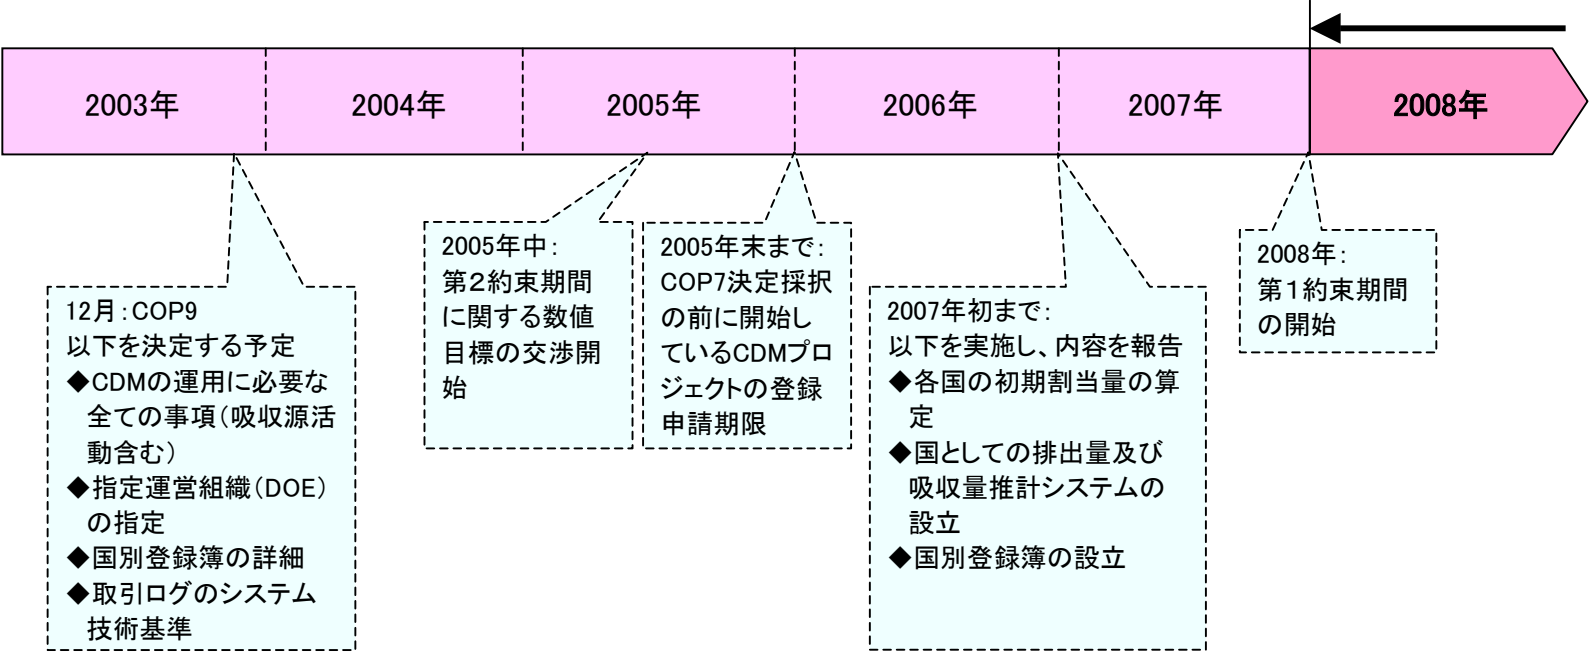 2003年
2004年
2005年
2006年
2007年
2008年
12月：COP9
以下を決定する予定
◆CDMの運用に必要な
全ての事項（吸収源活
動含む）
◆指定運営組織（DOE）
の指定
◆国別登録簿の詳細
◆取引ログのシステム
技術基準
2005年中：
第２約束期間
に関する数値
目標の交渉開
始
2005年末まで：
COP7決定採択
の前に開始し
ているCDMプロ
ジェクトの登録
申請期限
2007年初まで：
以下を実施し、内容を報告
◆各国の初期割当量の算
定
◆国としての排出量及び
吸収量推計システムの
設立
◆国別登録簿の設立
2008年：
第１約束期間
の開始